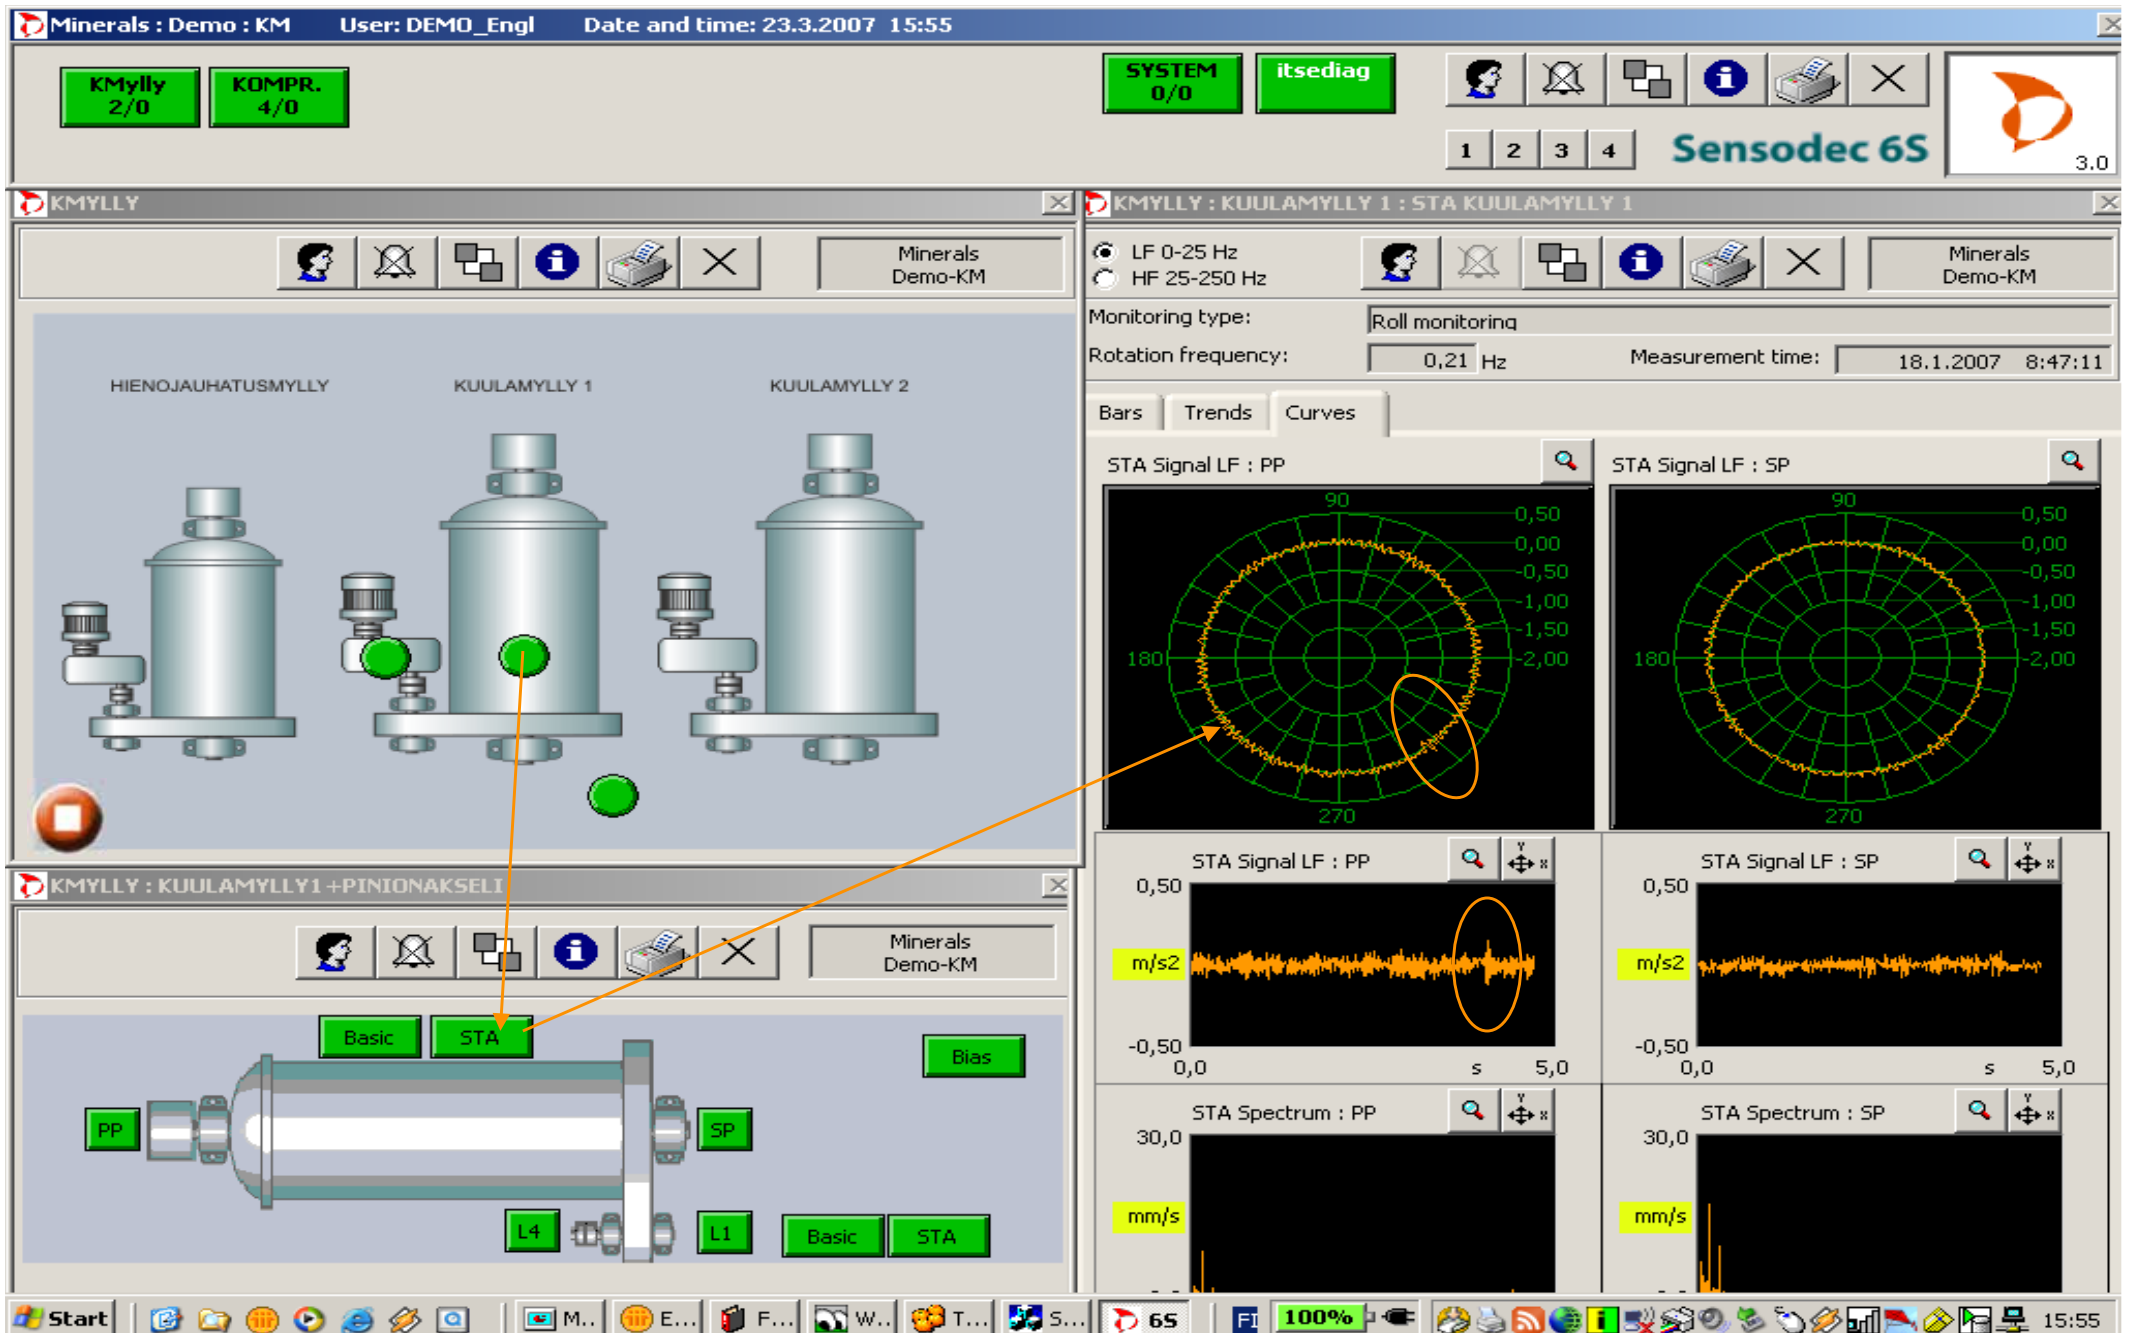 Minerals : Demo : KM User: DEMO_Engl Date and time: 23.3.2007 15:55
KMylly
2/0
KOMPR.
4/0
SYSTEM
0/0
itsediag
1 2 3 4
Sensodec 6S
3.0
KMYLLY
Minerals
Demo-KM
HIENOJAUHATUSMYLLY KUULAMYLLY 1 KUULAMYLLY 2
KMYLLY : KUULAMYLLY1+PINIONAKSELI
Minerals
Demo-KM
Basic STA
Bias
PP SP
L4 L1 Basic STA
KMYLLY : KUULAMYLLY 1 : STA KUULAMYLLY 1
LF 0-25 Hz
HF 25-250 Hz
Minerals
Demo-KM
Monitoring type: Roll monitoring
Rotation frequency: 0,21 Hz Measurement time: 18.1.2007 8:47:11
Bars Trends Curves
STA Signal LF : PP
90
0,50
0,00
-0,50
-1,00
-1,50
180 -2,00
270
STA Signal LF : SP
90
0,50
0,00
-0,50
-1,00
-1,50
180 -2,00
270
STA Signal LF : PP
Y
x
0,50
m/s2
-0,50
0,0 s 5,0
STA Signal LF : SP
Y
x
0,50
m/s2
-0,50
0,0 s 5,0
STA Spectrum : PP
Y
x
30,0
mm/s
STA Spectrum : SP
Y
x
30,0
mm/s
Start M.. E... F... W.. T... S... 6S FI 100% 15:55